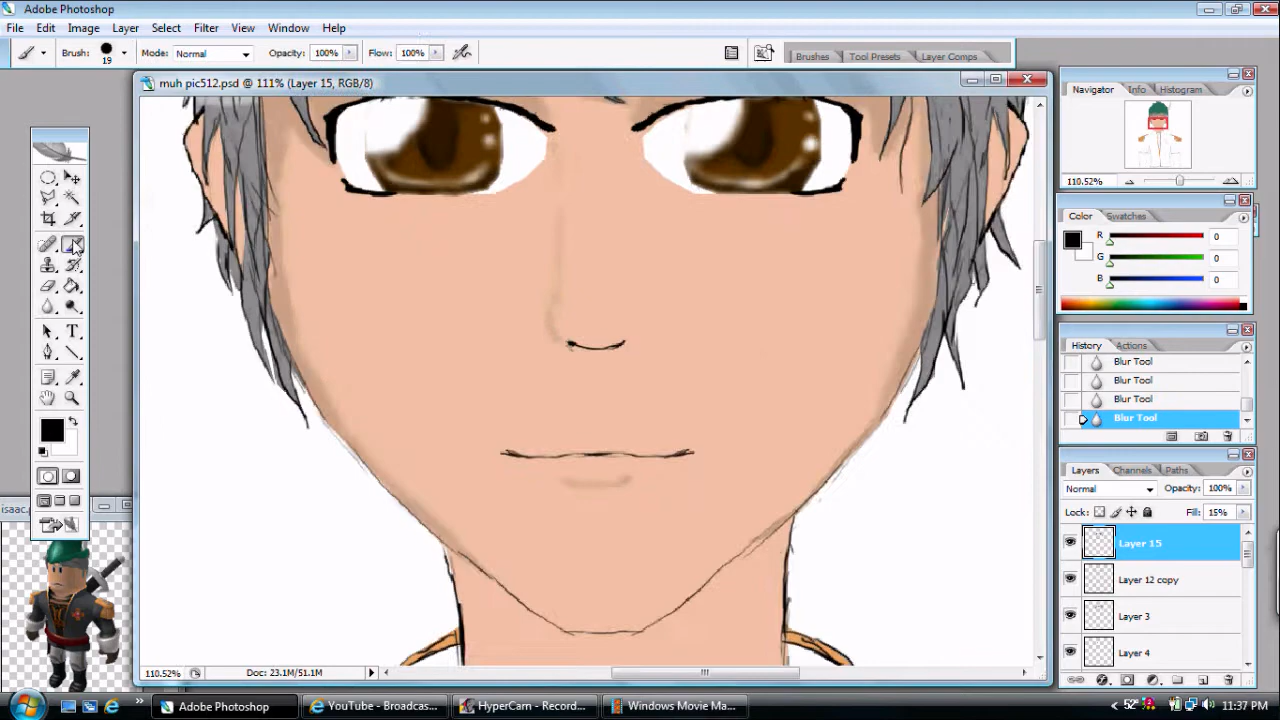 Adobe Photoshop
File Edit Image Layer Select Filter View Window Help
Brush: 19 Mode: Normal Opacity: 100% Flow: 100% Brushes Tool Presets Layer Comps
muh pic512.psd @ 111% (Layer 15, RGB/8)
Navigator Info Histogram
110.52%
Color Swatches
R 0
G 0
B 0
History Actions
Blur Tool
Blur Tool
Blur Tool
Blur Tool
Layers Channels Paths
Normal Opacity: 100%
Lock: Fill: 15%
Layer 15
Layer 12 copy
Layer 3
Layer 4
T
110.52% Doc: 23.1M/51.1M
Adobe Photoshop YouTube - Broadcas... HyperCam - Record... Windows Movie Ma... 11:37 PM